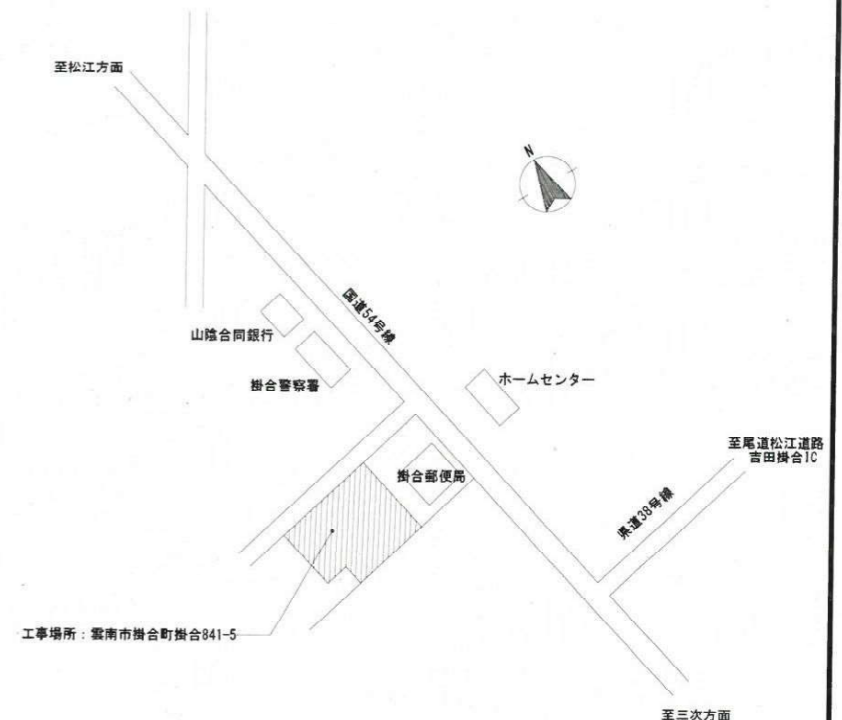 至松江方面
N
国道54号線
山陰合同銀行
掛合警察署
ホームセンター
至尾道松江道路
吉田掛合IC
掛合郵便局
県道38号線
工事場所:雲南市掛合町掛合841-5
至三次方面